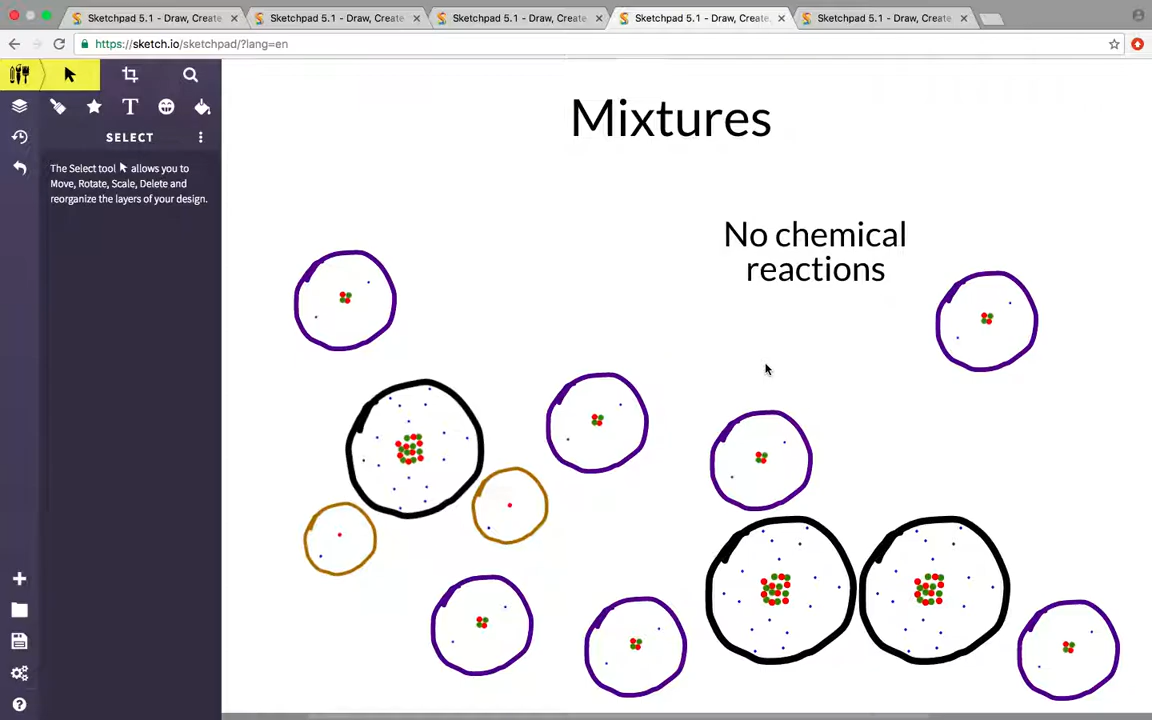 Sketchpad 5.1 - Draw, Create
Sketchpad 5.1 - Draw, Create
Sketchpad 5.1 - Draw, Create
Sketchpad 5.1 - Draw, Create
Sketchpad 5.1 - Draw, Create
https://sketch.io/sketchpad/?lang=en
T
SELECT
The Select tool allows you to
Move, Rotate, Scale, Delete and
reorganize the layers of your design.
Mixtures
No chemical
reactions